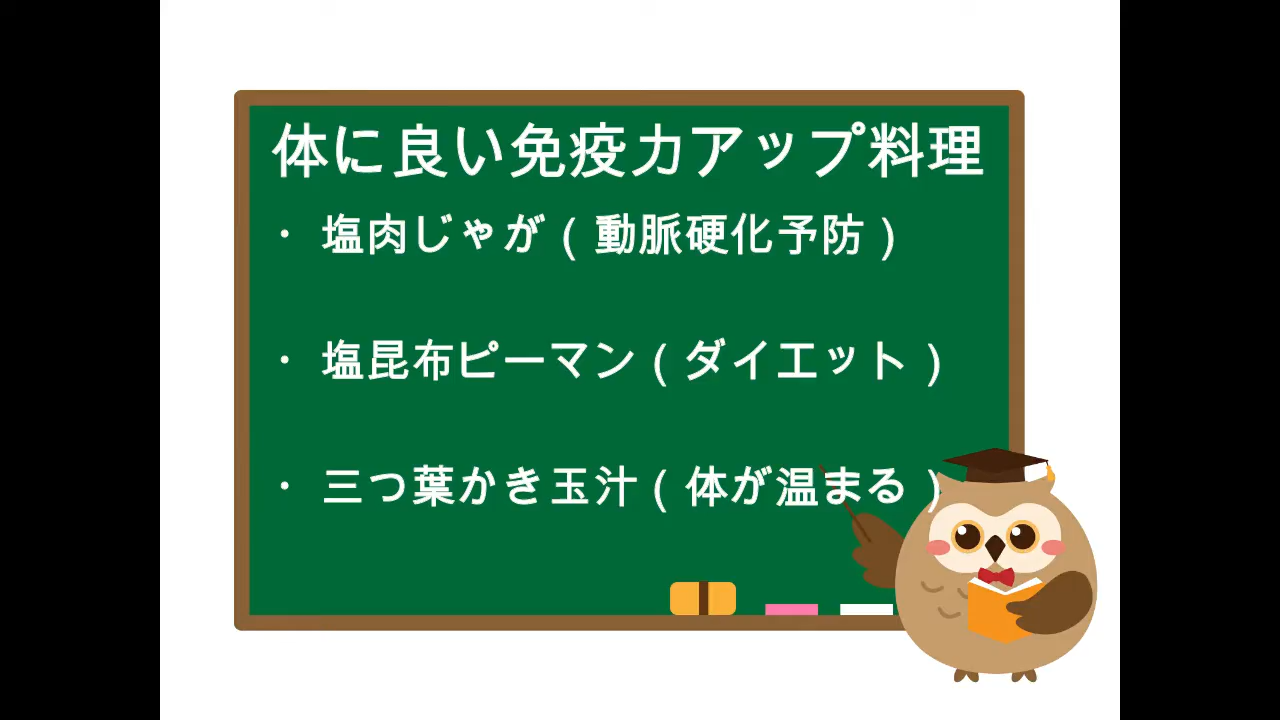 体に良い免疫力アップ料理
・ 塩肉じゃが（動脈硬化予防）
・ 塩昆布ピーマン（ダイエット）
・ 三つ葉かき玉汁（体が温まる）